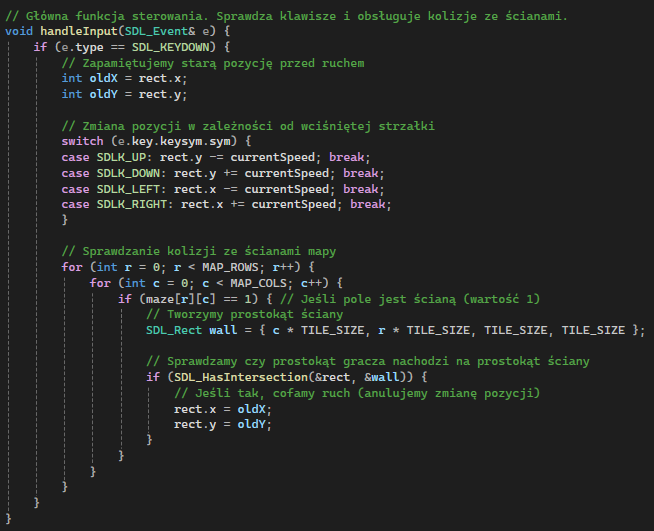 // Główna funkcja sterowania. Sprawdza klawisze i obsługuje kolizje ze ścianami.
void handleInput(SDL_Event& e) {
    if (e.type == SDL_KEYDOWN) {
        // Zapamiętujemy starą pozycję przed ruchem
        int oldX = rect.x;
        int oldY = rect.y;

        // Zmiana pozycji w zależności od wciśniętej strzałki
        switch (e.key.keysym.sym) {
        case SDLK_UP: rect.y -= currentSpeed; break;
        case SDLK_DOWN: rect.y += currentSpeed; break;
        case SDLK_LEFT: rect.x -= currentSpeed; break;
        case SDLK_RIGHT: rect.x += currentSpeed; break;
        }

        // Sprawdzanie kolizji ze ścianami mapy
        for (int r = 0; r < MAP_ROWS; r++) {
            for (int c = 0; c < MAP_COLS; c++) {
                if (maze[r][c] == 1) { // Jeśli pole jest ścianą (wartość 1)
                    // Tworzymy prostokąt ściany
                    SDL_Rect wall = { c * TILE_SIZE, r * TILE_SIZE, TILE_SIZE, TILE_SIZE };

                    // Sprawdzamy czy prostokąt gracza nachodzi na prostokąt ściany
                    if (SDL_HasIntersection(&rect, &wall)) {
                        // Jeśli tak, cofamy ruch (anulujemy zmianę pozycji)
                        rect.x = oldX;
                        rect.y = oldY;
                    }
                }
            }
        }
    }
}